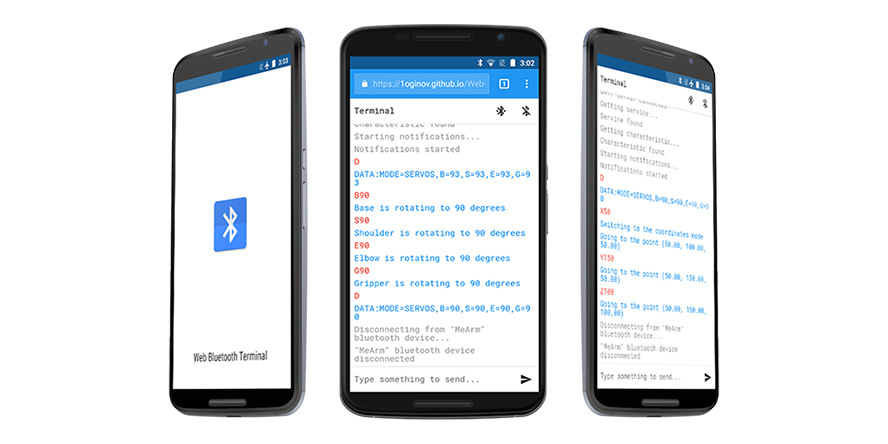 3:03
Web Bluetooth Terminal
3:02
https://1oginov.github.io/Web-
1
Terminal
Characteristic found
Starting notifications...
Notifications started
D
DATA:MODE=SERVOS,B=93,S=93,E=93,G=9
3
B90
Base is rotating to 90 degrees
S90
Shoulder is rotating to 90 degrees
E90
Elbow is rotating to 90 degrees
G90
Gripper is rotating to 90 degrees
D
DATA:MODE=SERVOS,B=90,S=90,E=90,G=9
0
Disconnecting from "MeArm"
bluetooth device...
"MeArm" bluetooth device
disconnected
Type something to send...
3:04
Terminal
Getting service...
Service found
Getting characteristic...
Characteristic found
Starting notifications...
Notifications started
D
DATA:MODE=SERVOS,B=90,S=90,E=90,G=9
0
X50
Switching to the coordinates mode
Going to the point (50.00, 100.00,
50.00)
Y150
Going to the point (50.00, 150.00,
50.00)
Z100
Going to the point (50.00, 150.00,
100.00)
Disconnecting from "MeArm"
bluetooth device...
"MeArm" bluetooth device
disconnected
Type something to send...